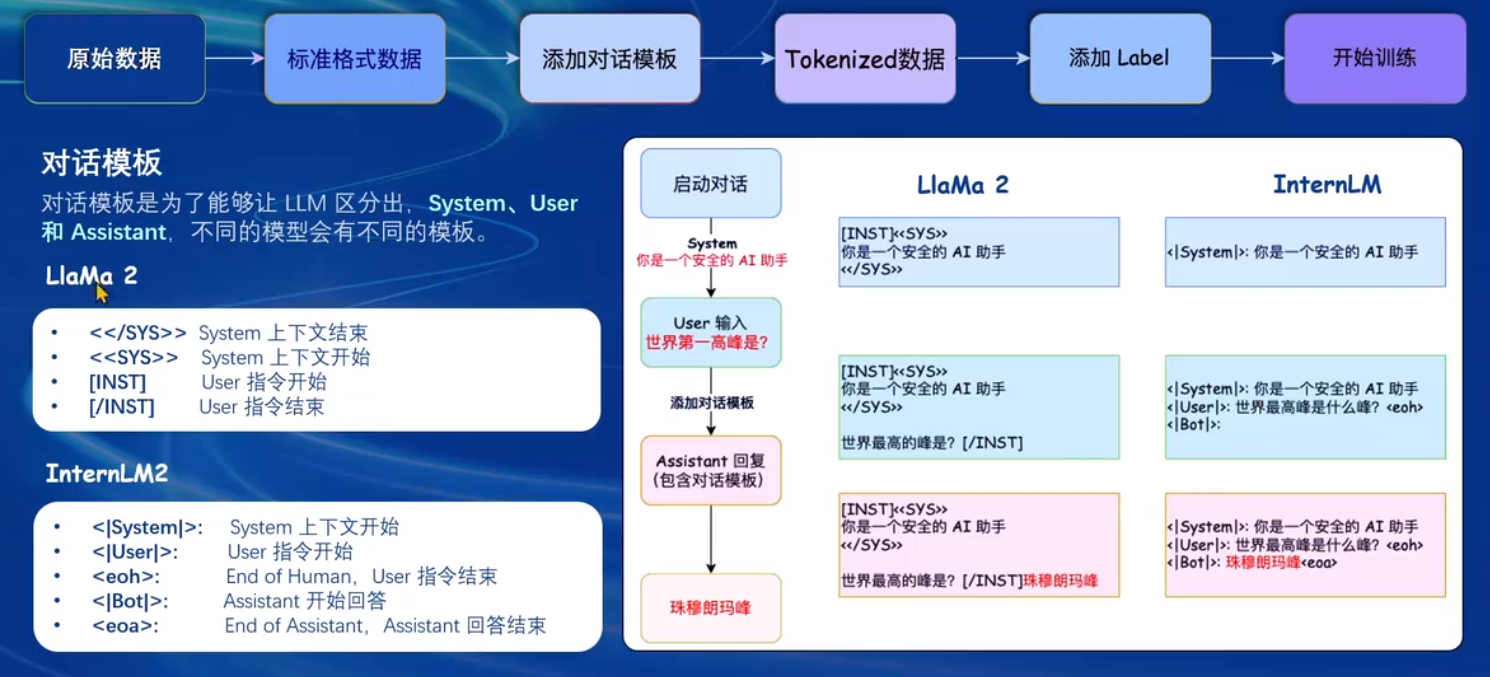 原始数据
标准格式数据
添加对话模板
Tokenized数据
添加 Label
开始训练
对话模板
对话模板是为了能够让 LLM 区分出，System、User
和 Assistant，不同的模型会有不同的模板。
LlaMa 2
• <</SYS>> System 上下文结束
• <<SYS>> System 上下文开始
• [INST] User 指令开始
• [/INST] User 指令结束
InternLM2
• <|System|>: System 上下文开始
• <|User|>: User 指令开始
• <eoh>: End of Human，User 指令结束
• <|Bot|>: Assistant 开始回答
• <eoa>: End of Assistant，Assistant 回答结束
启动对话
System
你是一个安全的 AI 助手
User 输入
世界第一高峰是？
添加对话模板
Assistant 回复
(包含对话模板)
珠穆朗玛峰
LlaMa 2
[INST]<<SYS>>
你是一个安全的 AI 助手
<</SYS>>
[INST]<<SYS>>
你是一个安全的 AI 助手
<</SYS>>
世界最高的峰是？[/INST]
[INST]<<SYS>>
你是一个安全的 AI 助手
<</SYS>>
世界最高的峰是？[/INST]珠穆朗玛峰
InternLM
<|System|>: 你是一个安全的 AI 助手
<|System|>: 你是一个安全的 AI 助手
<|User|>: 世界最高峰是什么峰？<eoh>
<|Bot|>:
<|System|>: 你是一个安全的 AI 助手
<|User|>: 世界最高峰是什么峰？<eoh>
<|Bot|>: 珠穆朗玛峰<eoa>